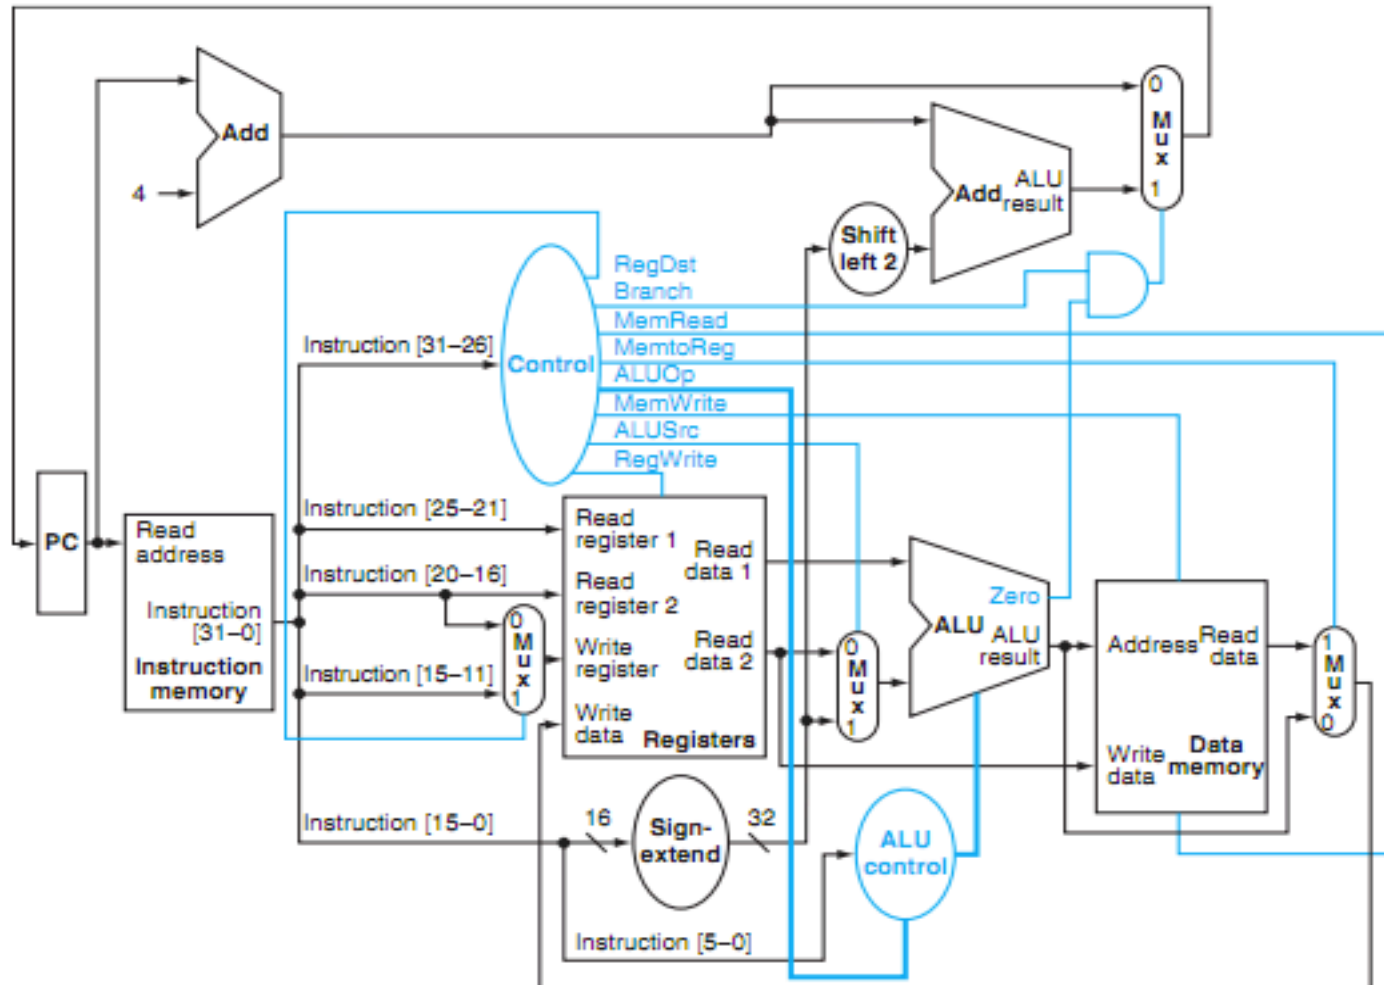 0
M
u
x
1
Add
4
Add
ALU
result
Shift
left 2
RegDst
Branch
MemRead
MemtoReg
ALUOp
MemWrite
ALUSrc
RegWrite
Control
Instruction [31–26]
Instruction [25–21]
Instruction [20–16]
Instruction [15–11]
Instruction [15–0]
Instruction [5–0]
PC
Read
address
Instruction
[31–0]
Instruction
memory
0
M
u
x
1
Read
register 1
Read
register 2
Write
register
Write
data
Read
data 1
Read
data 2
Registers
16
Sign-
extend
32
0
M
u
x
1
Zero
ALU
ALU
result
ALU
control
Address
Read
data
Write
data
Data
memory
1
M
u
x
0